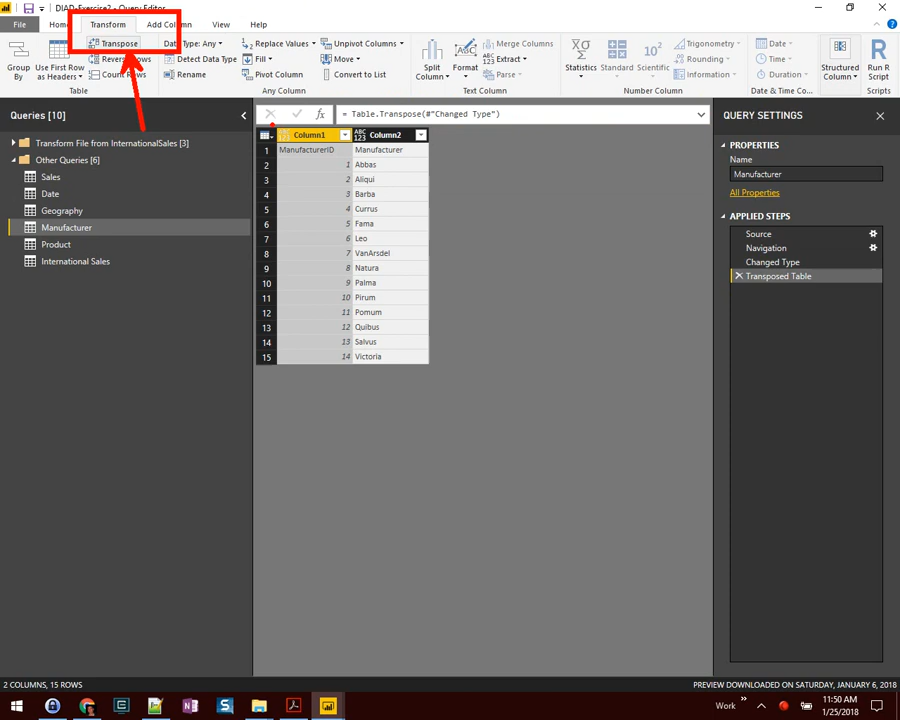 DIAD-Exercise2 - Query Editor
File Home Transform Add Column View Help
Group By
Use First Row as Headers
Transpose
Reverse Rows
Count Rows
Table
Data Type: Any
Detect Data Type
Rename
Replace Values
Fill
Pivot Column
Unpivot Columns
Move
Convert to List
Any Column
Split Column
Format
Merge Columns
Extract
Parse
Text Column
Statistics
Standard
Scientific
10²
Trigonometry
Rounding
Information
Number Column
Date
Time
Duration
Date & Time Co...
Structured Column
Run R Script
Scripts
Queries [10]
Transform File from InternationalSales [3]
Other Queries [6]
Sales
Date
Geography
Manufacturer
Product
International Sales
fx = Table.Transpose(#"Changed Type")
ABC 123 Column1 ABC 123 Column2
1 ManufacturerID Manufacturer
2 1 Abbas
3 2 Aliqui
4 3 Barba
5 4 Currus
6 5 Fama
7 6 Leo
8 7 VanArsdel
9 8 Natura
10 9 Palma
11 10 Pirum
12 11 Pomum
13 12 Quibus
14 13 Salvus
15 14 Victoria
QUERY SETTINGS
PROPERTIES
Name
Manufacturer
All Properties
APPLIED STEPS
Source
Navigation
Changed Type
Transposed Table
2 COLUMNS, 15 ROWS
PREVIEW DOWNLOADED ON SATURDAY, JANUARY 6, 2018
Work
11:50 AM
1/25/2018